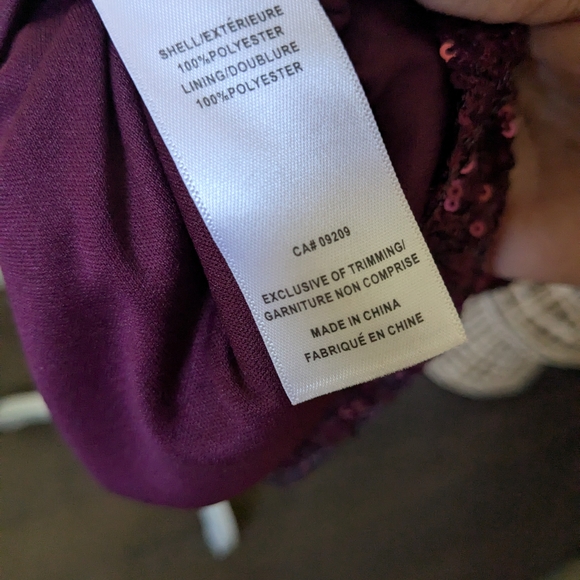 SHELL/EXTÉRIEURE
100%POLYESTER
LINING/DOUBLURE
100%POLYESTER
CA# 09209
EXCLUSIVE OF TRIMMING/
GARNITURE NON COMPRISE
MADE IN CHINA
FABRIQUÉ EN CHINE